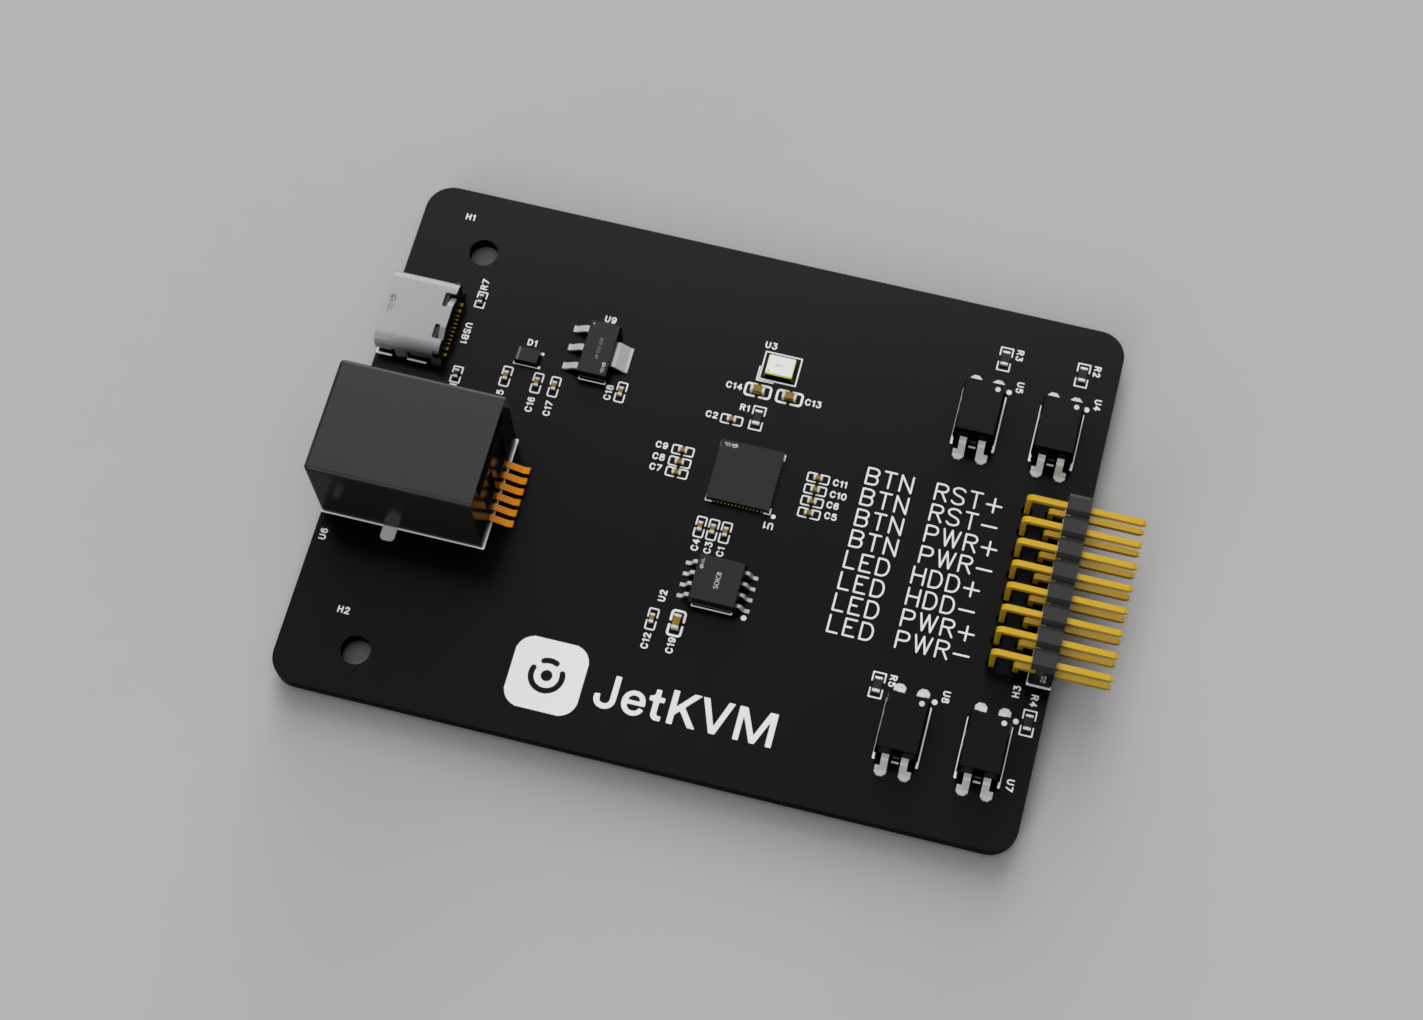 H1
R7
USB1
D1
U9
C16
C17
C18
U3
C14
C13
C2
R1
R3
U5
R2
U4
C9
C8
C7
C11
C10
C6
C5
U1
BTN RST+
BTN RST-
BTN PWR+
BTN PWR-
LED HDD+
LED HDD-
LED PWR+
LED PWR-
C4
C3
C1
SOIC8
U2
C12
C19
U6
H2
JetKVM
R5
U8
H3
R4
U7